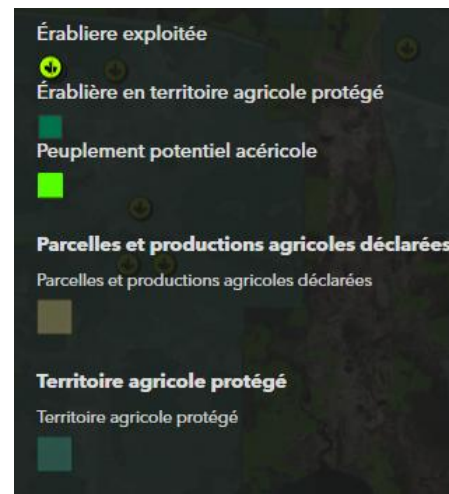 Érabliere exploitée
Érablière en territoire agricole protégé
Peuplement potentiel acéricole
Parcelles et productions agricoles déclarées
Parcelles et productions agricoles déclarées
Territoire agricole protégé
Territoire agricole protégé